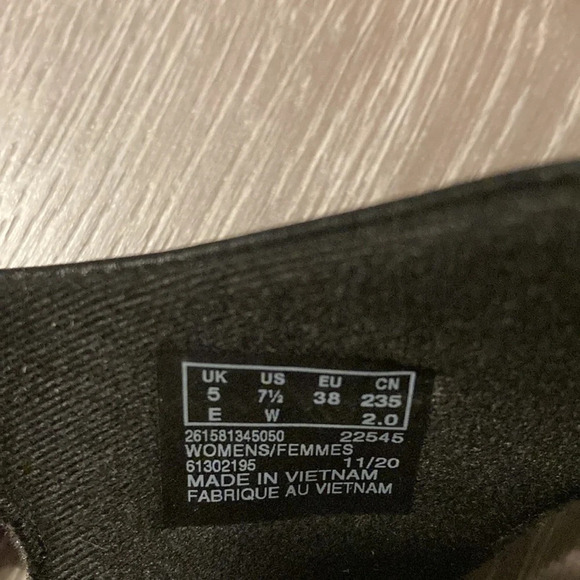 UK US EU CN
5 7½ 38 235
E W 2.0
261581345050 22545
WOMENS/FEMMES
61302195 11/20
MADE IN VIETNAM
FABRIQUE AU VIETNAM